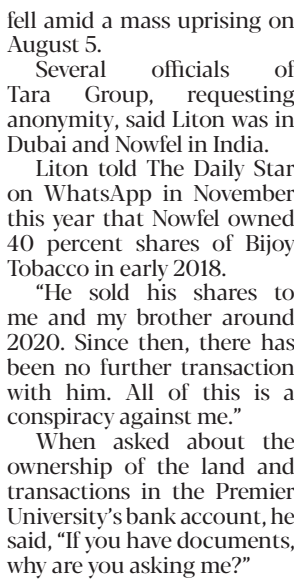 fell amid a mass uprising on
August 5.
Several officials of
Tara Group, requesting
anonymity, said Liton was in
Dubai and Nowfel in India.
Liton told The Daily Star
on WhatsApp in November
this year that Nowfel owned
40 percent shares of Bijoy
Tobacco in early 2018.
“He sold his shares to
me and my brother around
2020. Since then, there has
been no further transaction
with him. All of this is a
conspiracy against me.”
When asked about the
ownership of the land and
transactions in the Premier
University’s bank account, he
said, “If you have documents,
why are you asking me?”